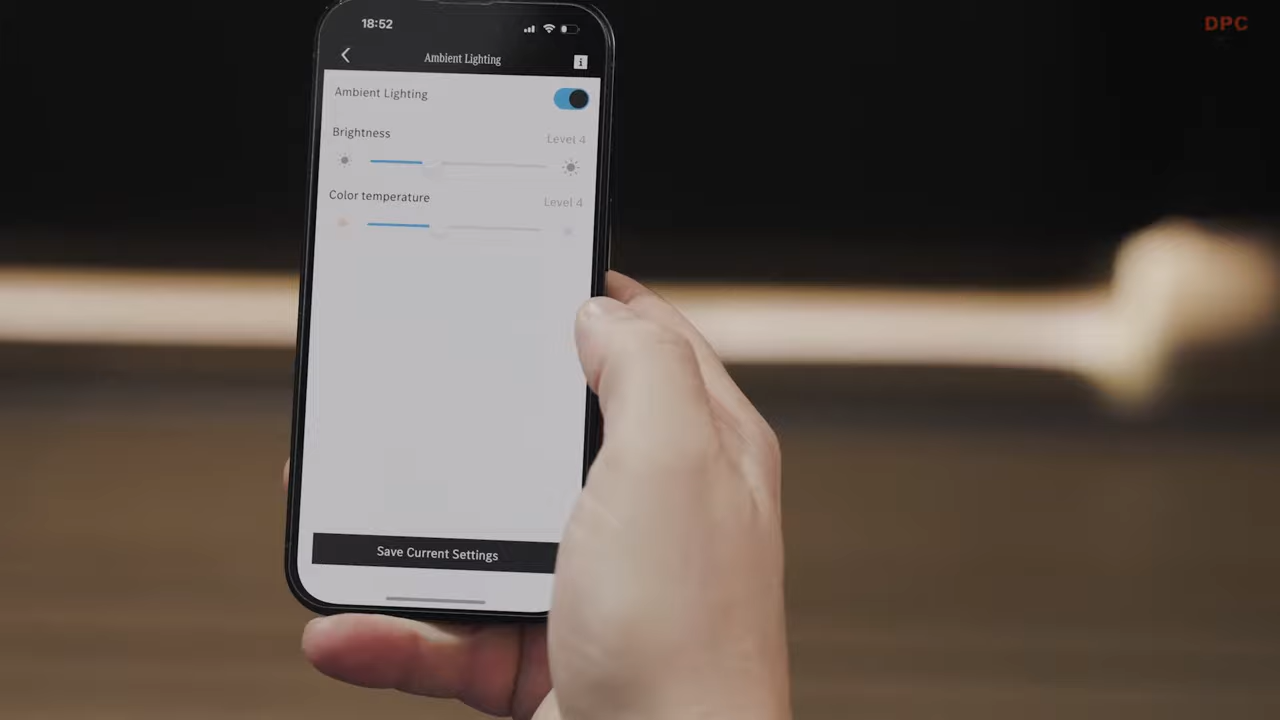 DPC
18:52
Ambient Lighting
i
Ambient Lighting
Brightness
Level 4
Color temperature
Level 4
Save Current Settings